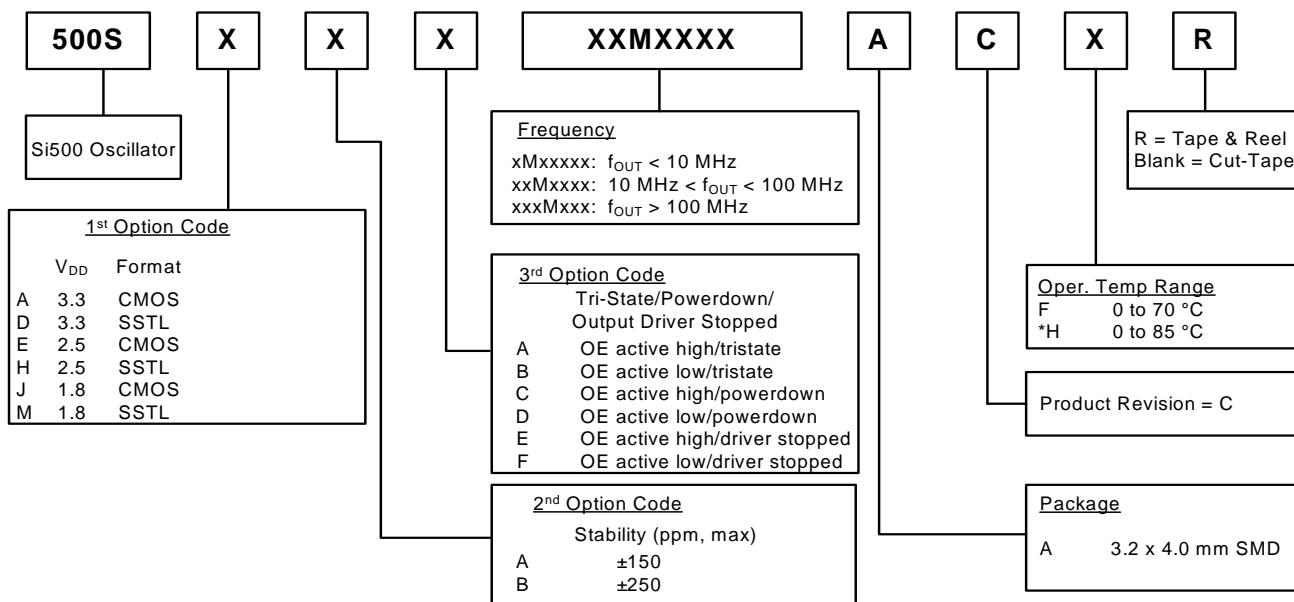 500S X X X XXMXXXX A C X R
Si500 Oscillator
1st Option Code
VDD Format
A 3.3 CMOS
D 3.3 SSTL
E 2.5 CMOS
H 2.5 SSTL
J 1.8 CMOS
M 1.8 SSTL
Frequency
xMxxxxx: fOUT < 10 MHz
xxMxxxx: 10 MHz < fOUT < 100 MHz
xxxMxxx: fOUT > 100 MHz
3rd Option Code
Tri-State/Powerdown/
Output Driver Stopped
A OE active high/tristate
B OE active low/tristate
C OE active high/powerdown
D OE active low/powerdown
E OE active high/driver stopped
F OE active low/driver stopped
2nd Option Code
Stability (ppm, max)
A ±150
B ±250
R = Tape & Reel
Blank = Cut-Tape
Oper. Temp Range
F 0 to 70 °C
*H 0 to 85 °C
Product Revision = C
Package
A 3.2 x 4.0 mm SMD